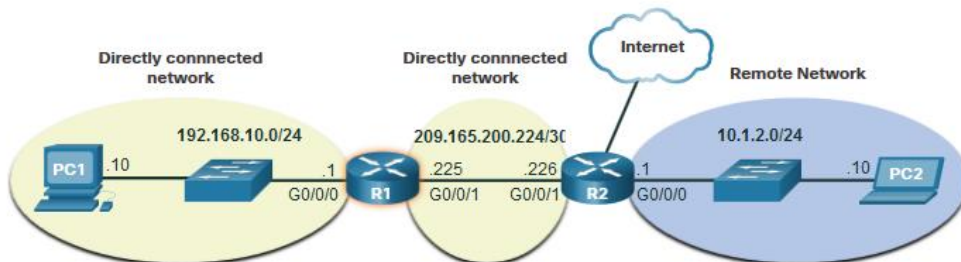 Internet
Directly connnected
network
Directly connnected
network
Remote Network
192.168.10.0/24
209.165.200.224/30
10.1.2.0/24
PC1
.10
.1
G0/0/0
R1
.225
G0/0/1
.226
G0/0/1
R2
.1
G0/0/0
.10
PC2